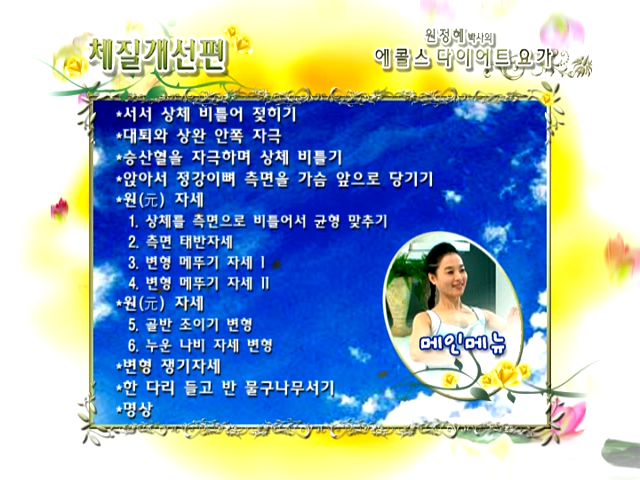 체질개선편
원정혜 박사의
에콜스 다이어트 요가
*서서 상체 비틀어 젖히기
*대퇴와 상완 안쪽 자극
*승산혈을 자극하며 상체 비틀기
*앉아서 정강이뼈 측면을 가슴 앞으로 당기기
*원(元) 자세
1. 상체를 측면으로 비틀어서 균형 맞추기
2. 측면 태반자세
3. 변형 메뚜기 자세 I
4. 변형 메뚜기 자세 II
*원(元) 자세
5. 골반 조이기 변형
6. 누운 나비 자세 변형
*변형 쟁기자세
*한 다리 들고 반 물구나무서기
*명상
메인메뉴